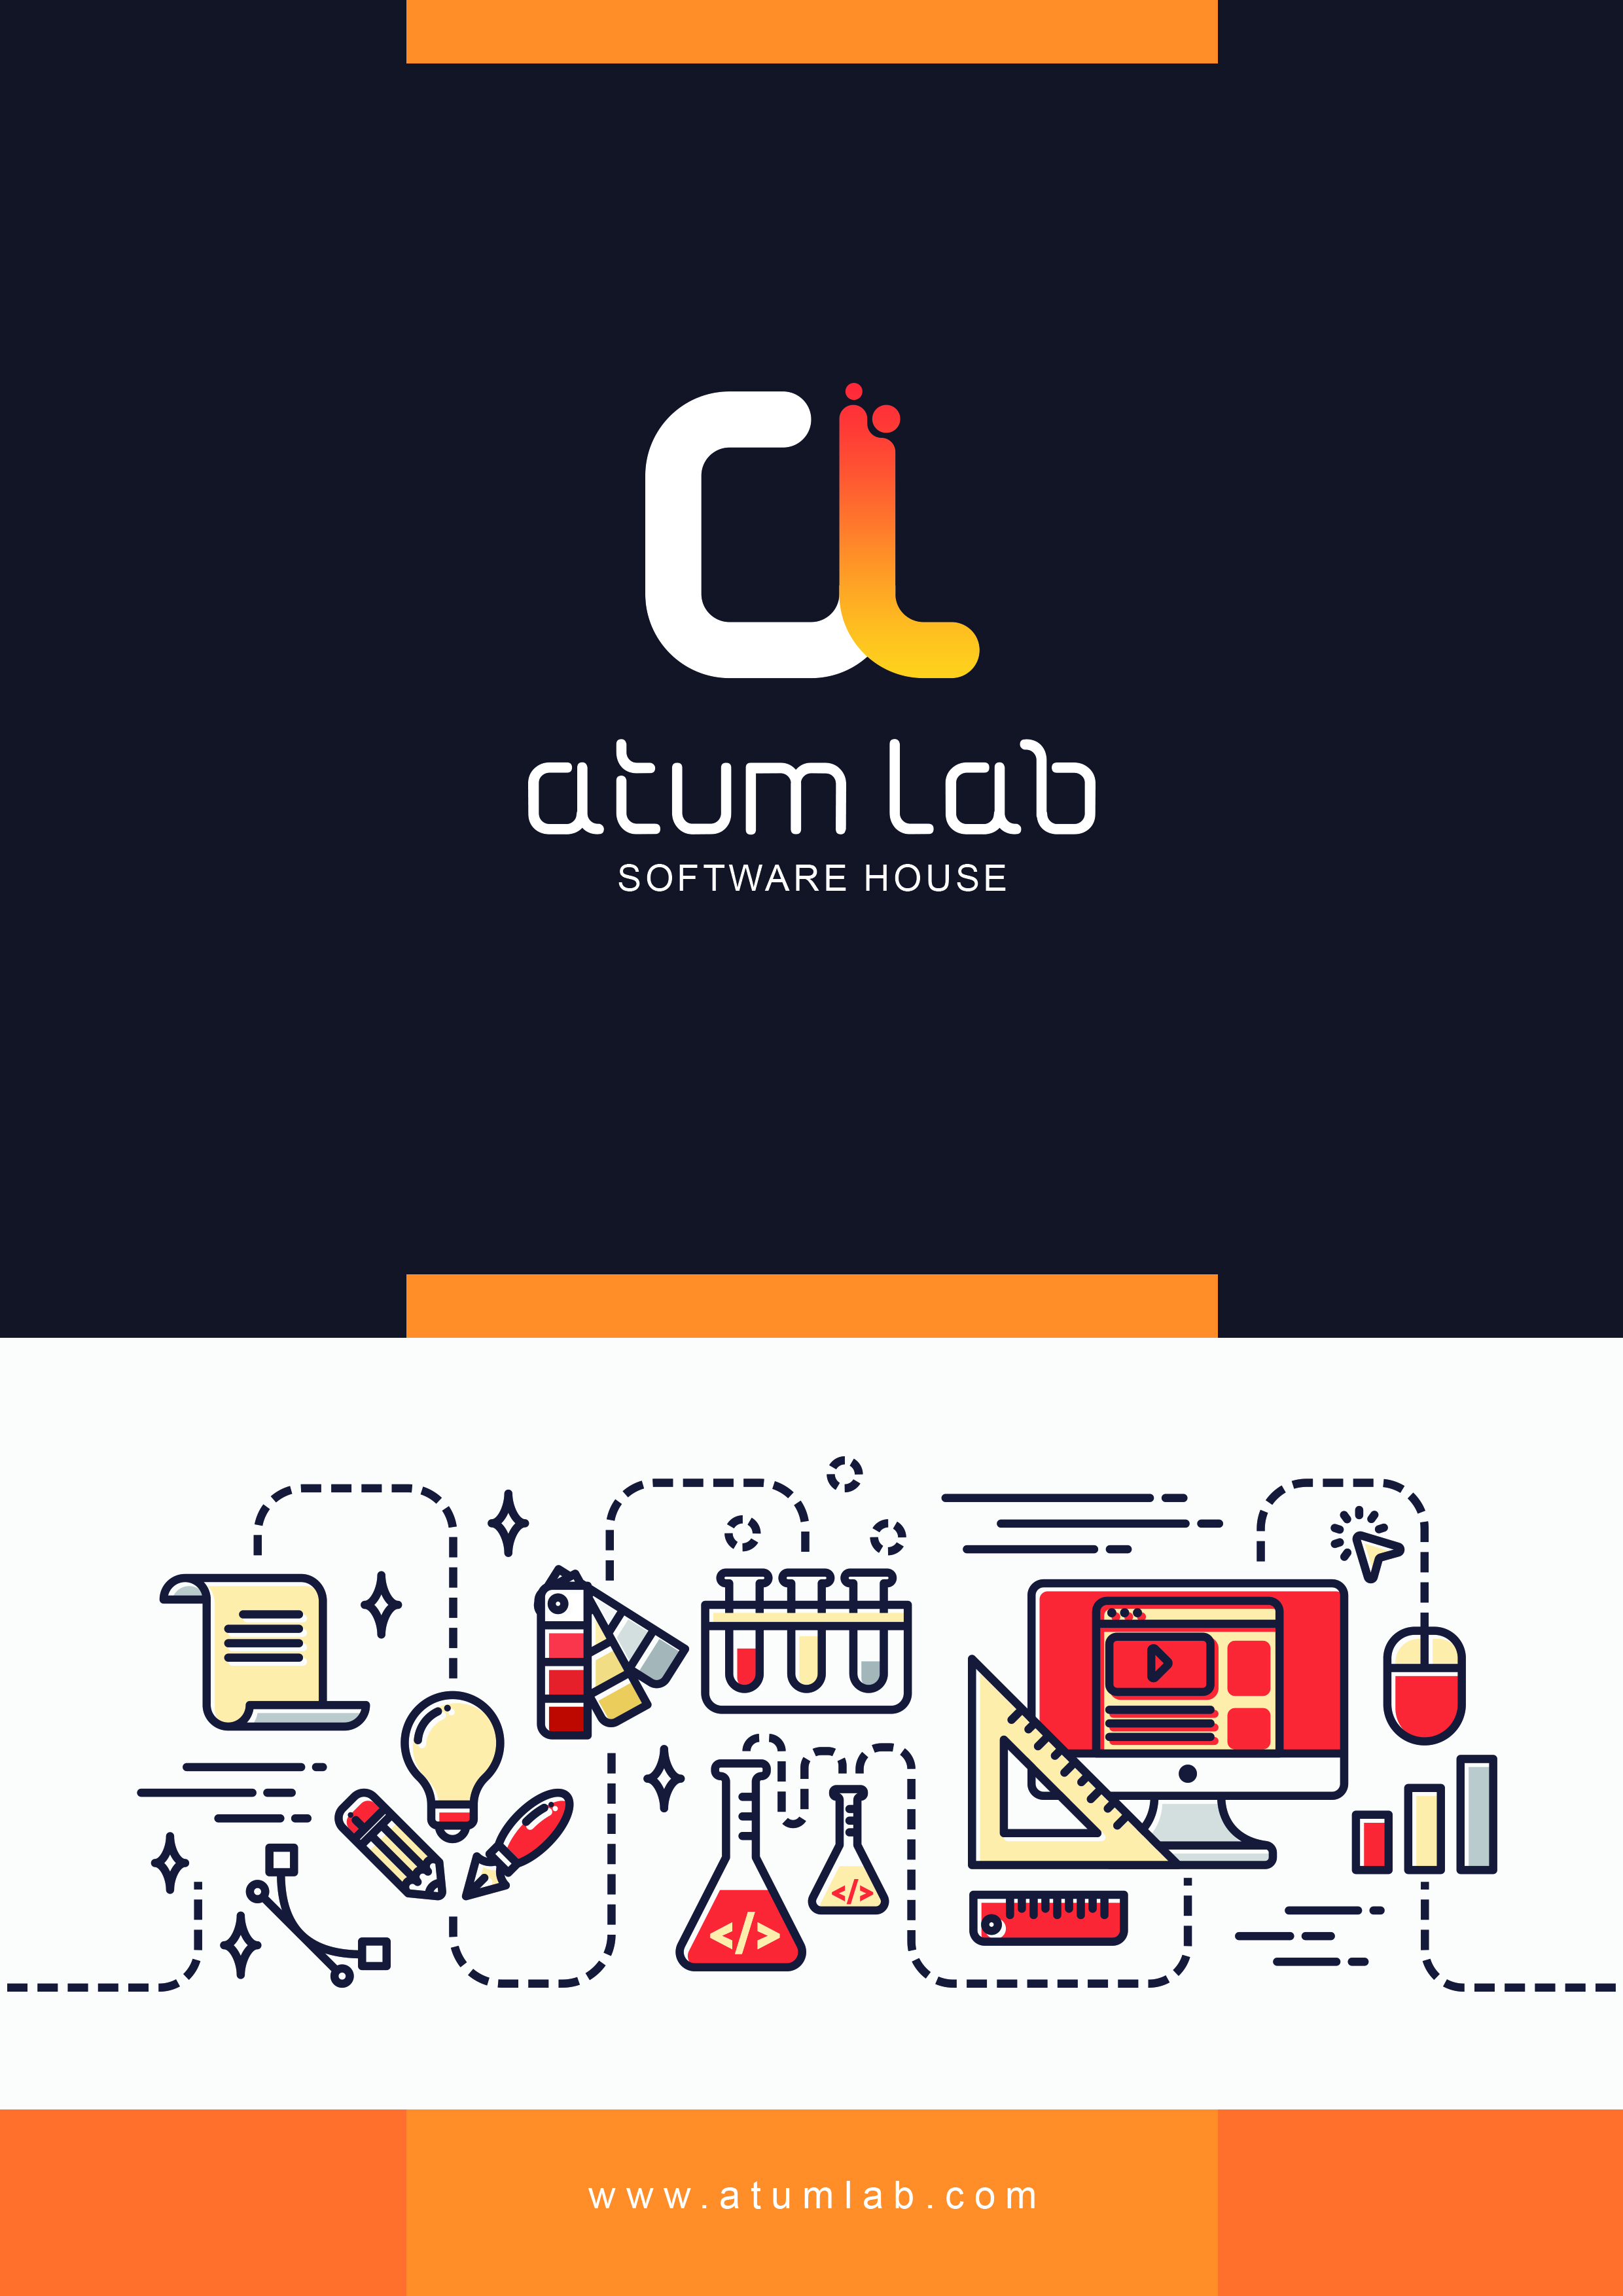 atum lab
SOFTWARE HOUSE
</>
</>
www.atumlab.com